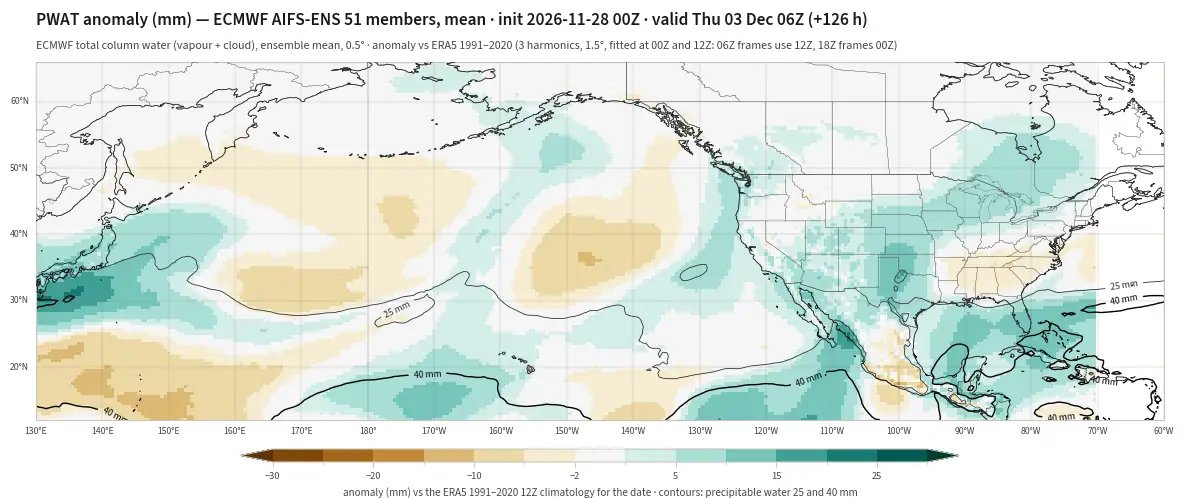 PWAT anomaly (mm) — ECMWF AIFS-ENS 51 members, mean · init 2026-11-28 00Z · valid Thu 03 Dec 06Z (+126 h)
ECMWF total column water (vapour + cloud), ensemble mean, 0.5° · anomaly vs ERA5 1991–2020 (3 harmonics, 1.5°, fitted at 00Z and 12Z: 06Z frames use 12Z, 18Z frames 00Z)
60°N
50°N
40°N
30°N
20°N
25 mm
25 mm
40 mm
40 mm
40 mm
40 mm
40 mm
40 mm
130°E 140°E 150°E 160°E 170°E 180° 170°W 160°W 150°W 140°W 130°W 120°W 110°W 100°W 90°W 80°W 70°W 60°W
−30 −20 −10 −2 5 15 25
anomaly (mm) vs the ERA5 1991–2020 12Z climatology for the date · contours: precipitable water 25 and 40 mm